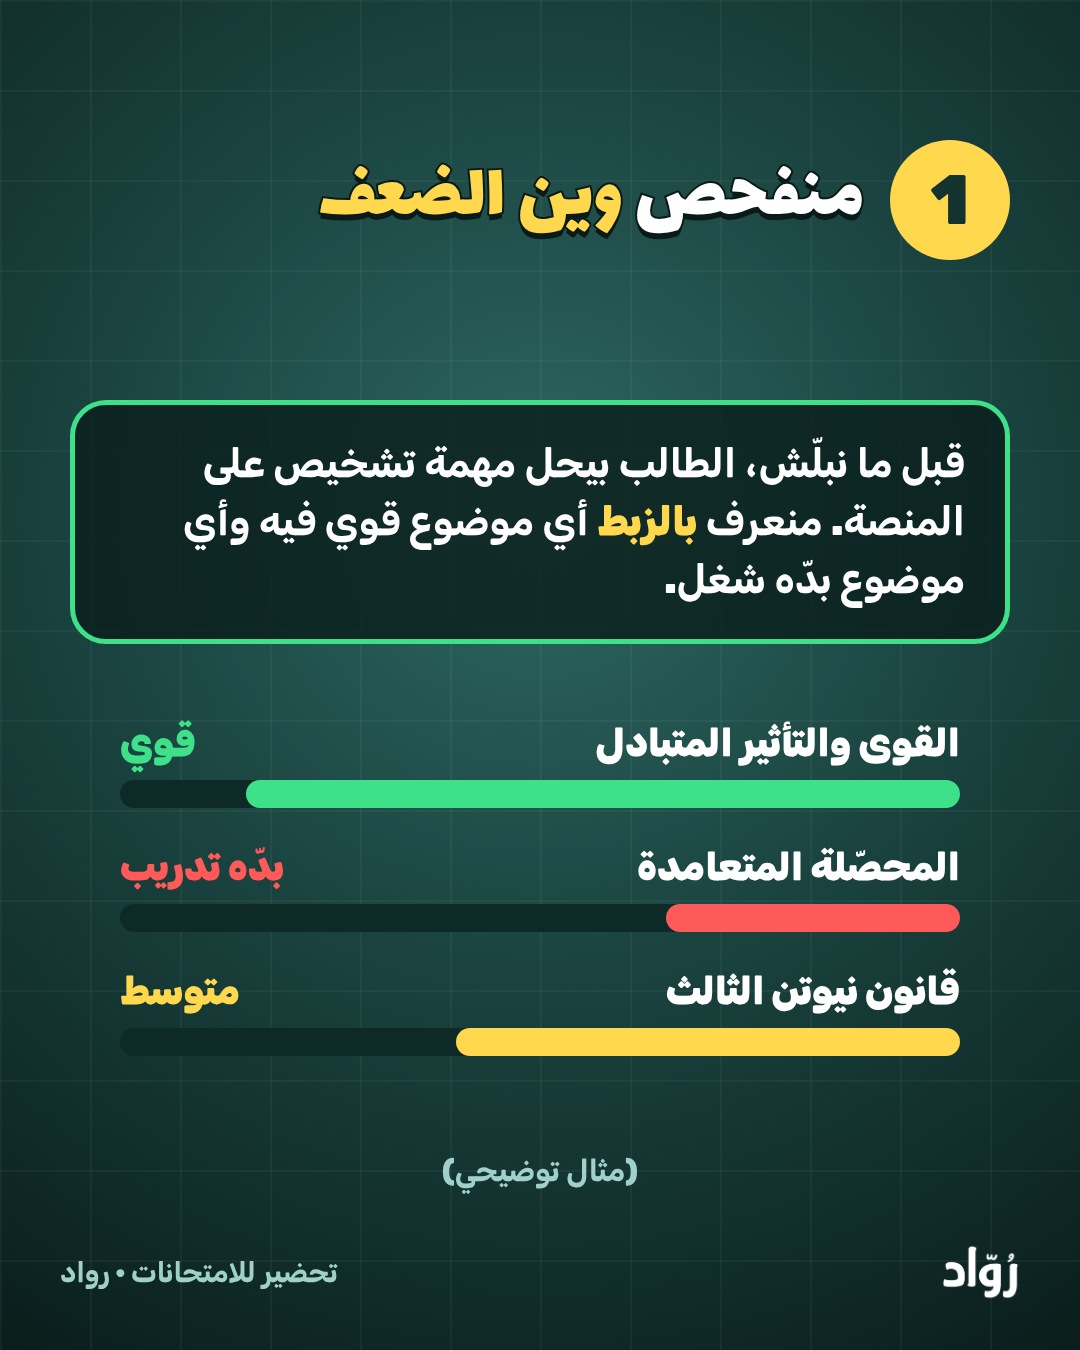 1
منفحص وين الضعف
قبل ما نبلّش، الطالب بيحل مهمة تشخيص على
المنصة. منعرف بالزبط أي موضوع قوي فيه وأي
موضوع بدّه شغل.
القوى والتأثير المتبادل
قوي
المحصّلة المتعامدة
بدّه تدريب
قانون نيوتن الثالث
متوسط
(مثال توضيحي)
رُوّاد
تحضير للامتحانات • رواد